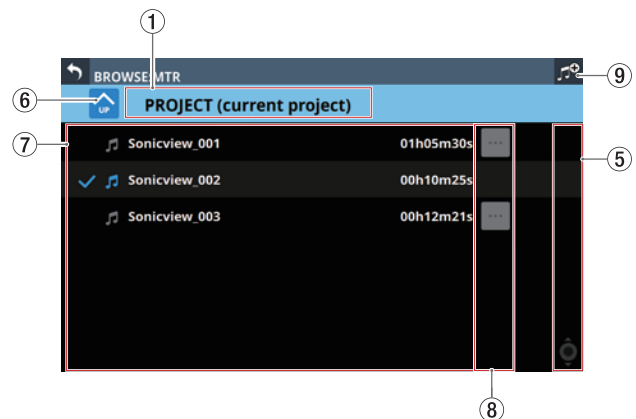 ①
BROWSE:MTR
⑨
⑥
UP
PROJECT (current project)
⑦
Sonicview_001 01h05m30s ...
⑤
Sonicview_002 00h10m25s
Sonicview_003 00h12m21s ...
⑧